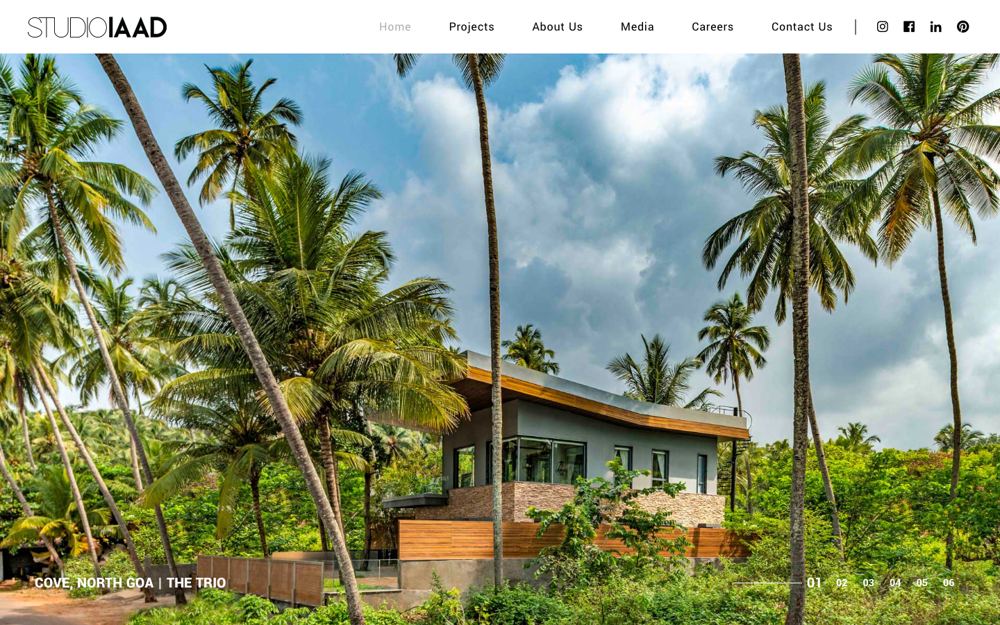 STUDIOIAAD
Home Projects About Us Media Careers Contact Us
COVE, NORTH GOA | THE TRIO
01 02 03 04 05 06